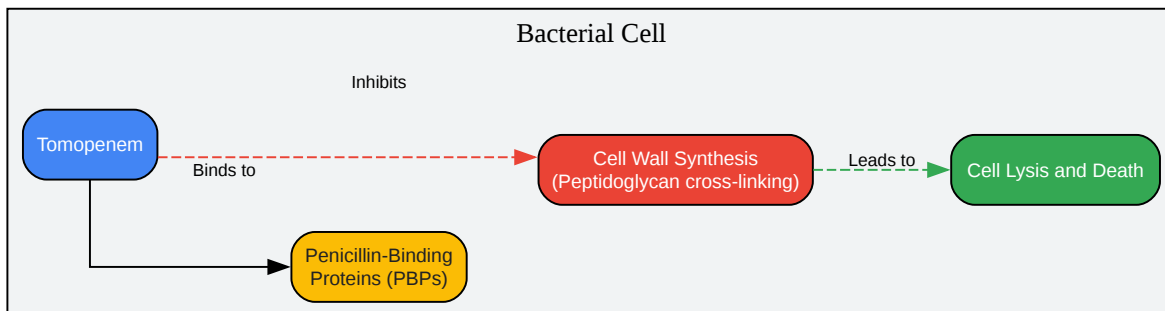 Bacterial Cell
Inhibits
Tomopenem
Binds to
Cell Wall Synthesis
(Peptidoglycan cross-linking)
Leads to
Cell Lysis and Death
Penicillin-Binding
Proteins (PBPs)